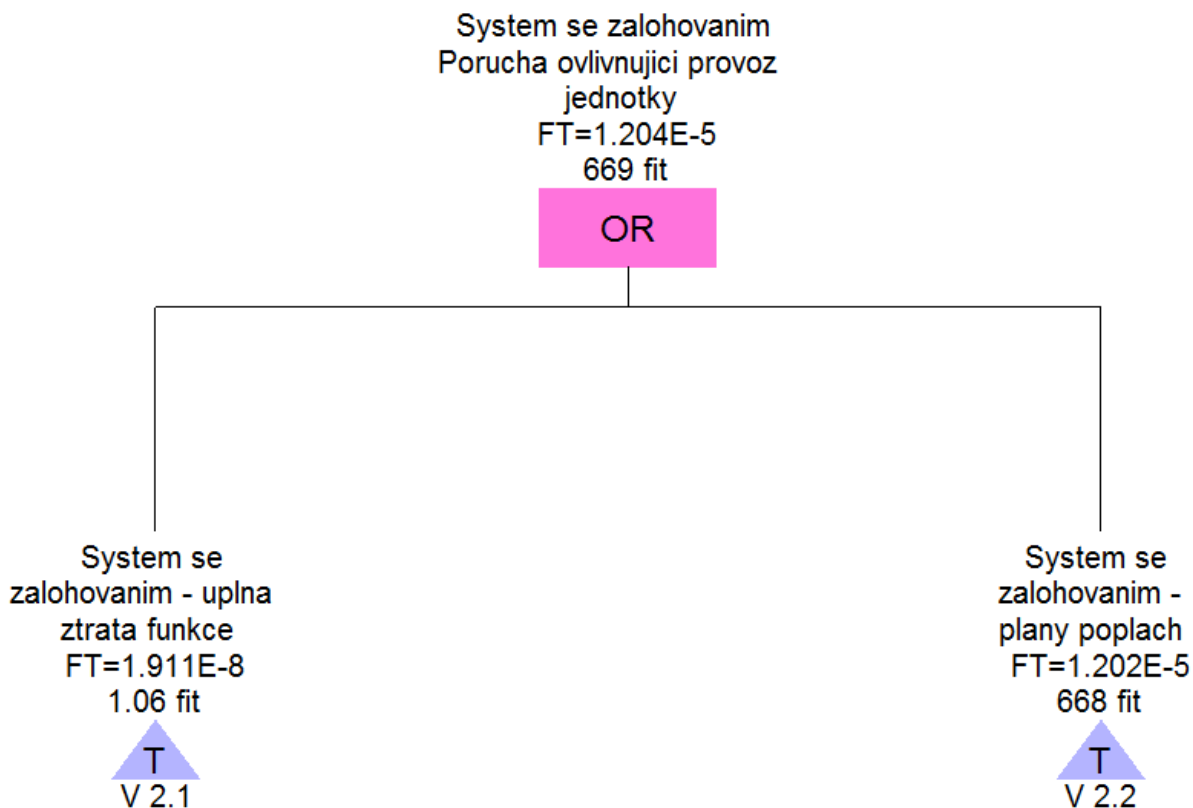 System se zalohovanim
Porucha ovlivnujici provoz
jednotky
FT=1.204E-5
669 fit
OR
System se
zalohovanim - uplna
ztrata funkce
FT=1.911E-8
1.06 fit
T
V 2.1
System se
zalohovanim -
plany poplach
FT=1.202E-5
668 fit
T
V 2.2